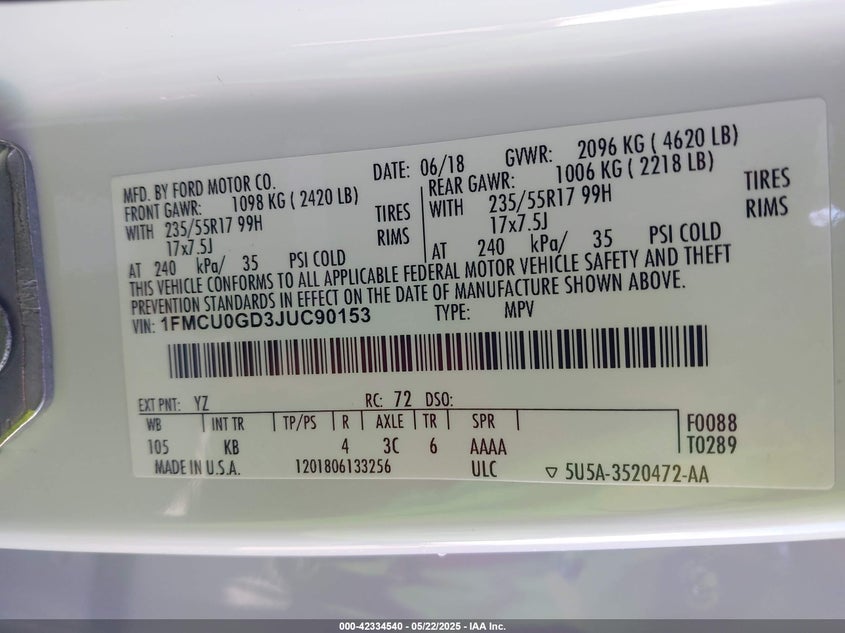 MFD. BY FORD MOTOR CO. DATE: 06/18 GVWR: 2096 KG ( 4620 LB)
FRONT GAWR: 1098 KG ( 2420 LB) REAR GAWR: 1006 KG ( 2218 LB)
WITH 235/55R17 99H TIRES WITH 235/55R17 99H TIRES
17x7.5J RIMS 17x7.5J RIMS
AT 240 kPa/ 35 PSI COLD AT 240 kPa/ 35 PSI COLD
THIS VEHICLE CONFORMS TO ALL APPLICABLE FEDERAL MOTOR VEHICLE SAFETY AND THEFT
PREVENTION STANDARDS IN EFFECT ON THE DATE OF MANUFACTURE SHOWN ABOVE.
VIN: 1FMCU0GD3JUC90153 TYPE: MPV
EXT PNT: YZ RC: 72 DSO:
WB INT TR TP/PS R AXLE TR SPR F0088
105 KB 4 3C 6 AAAA T0289
MADE IN U.S.A. 1201806133256 ULC ▽ 5U5A-3520472-AA
000-42334540 - 05/22/2025 - IAA Inc.